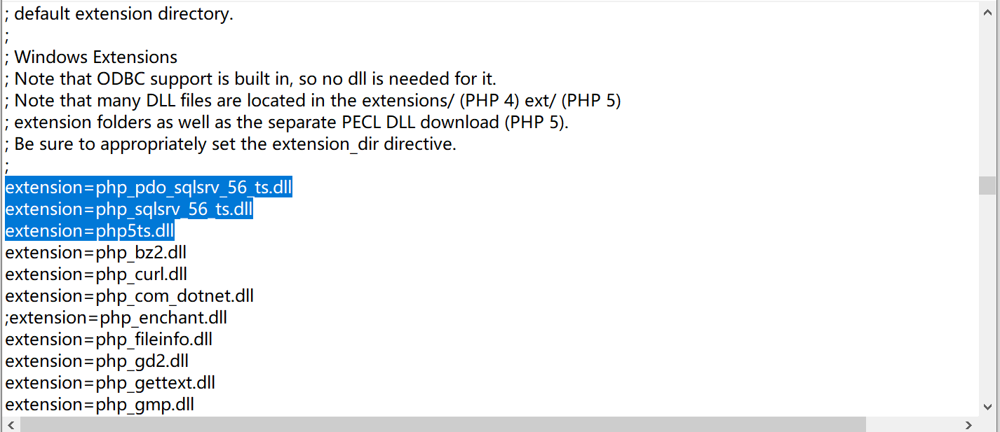 ; default extension directory.
;
; Windows Extensions
; Note that ODBC support is built in, so no dll is needed for it.
; Note that many DLL files are located in the extensions/ (PHP 4) ext/ (PHP 5)
; extension folders as well as the separate PECL DLL download (PHP 5).
; Be sure to appropriately set the extension_dir directive.
;
extension=php_pdo_sqlsrv_56_ts.dll
extension=php_sqlsrv_56_ts.dll
extension=php5ts.dll
extension=php_bz2.dll
extension=php_curl.dll
extension=php_com_dotnet.dll
;extension=php_enchant.dll
extension=php_fileinfo.dll
extension=php_gd2.dll
extension=php_gettext.dll
extension=php_gmp.dll